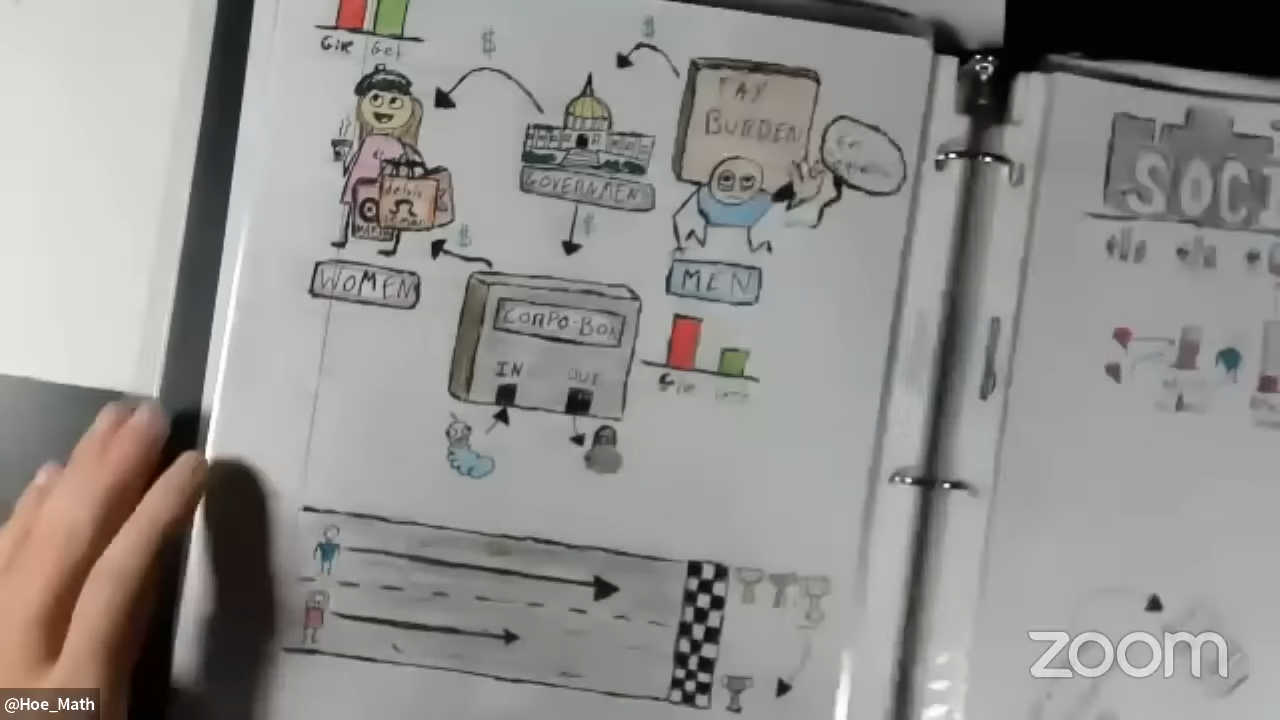 Give Get
$
$
TAX
BURDEN
GOVERNMENT
$
$
WOMEN
MEN
CORPO-BOX
IN OUT
Give
SOCI
zoom
@Hoe_Math